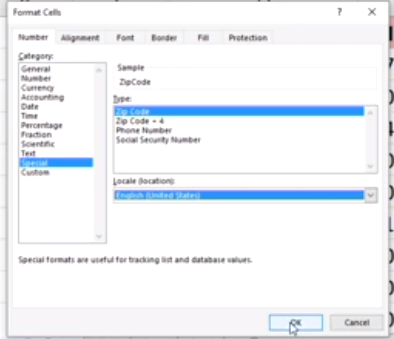 Format Cells
? X
Number Alignment Font Border Fill Protection
Category:
General
Number
Currency
Accounting
Date
Time
Percentage
Fraction
Scientific
Text
Special
Custom
Sample
ZipCode
Type:
Zip Code
Zip Code + 4
Phone Number
Social Security Number
Locale (location):
English (United States)
Special formats are useful for tracking list and database values.
OK Cancel